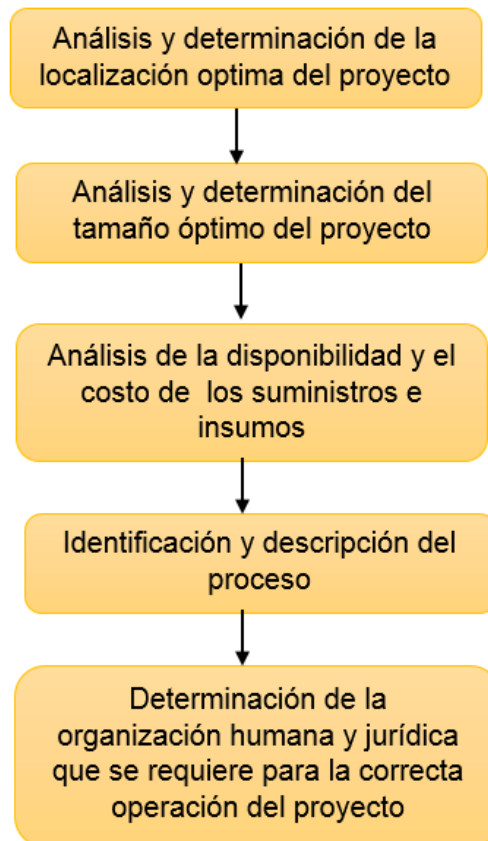 Análisis y determinación de la
localización optima del proyecto
Análisis y determinación del
tamaño óptimo del proyecto
Análisis de la disponibilidad y el
costo de los suministros e
insumos
Identificación y descripción del
proceso
Determinación de la
organización humana y jurídica
que se requiere para la correcta
operación del proyecto